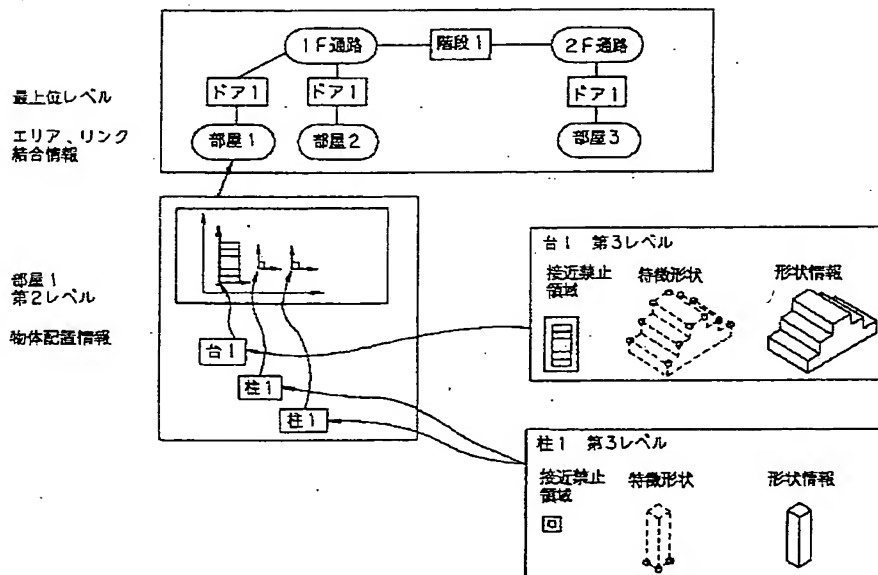 1F通路
階段1
2F通路
最上位レベル
ドア1
ドア1
ドア1
エリア、リンク
結合情報
部屋1
部屋2
部屋3
部屋1
第2レベル
物体配置情報
台1
柱1
柱1
台1 第3レベル
接近禁止
領域
特徴形状
形状情報
柱1 第3レベル
接近禁止
領域
特徴形状
形状情報